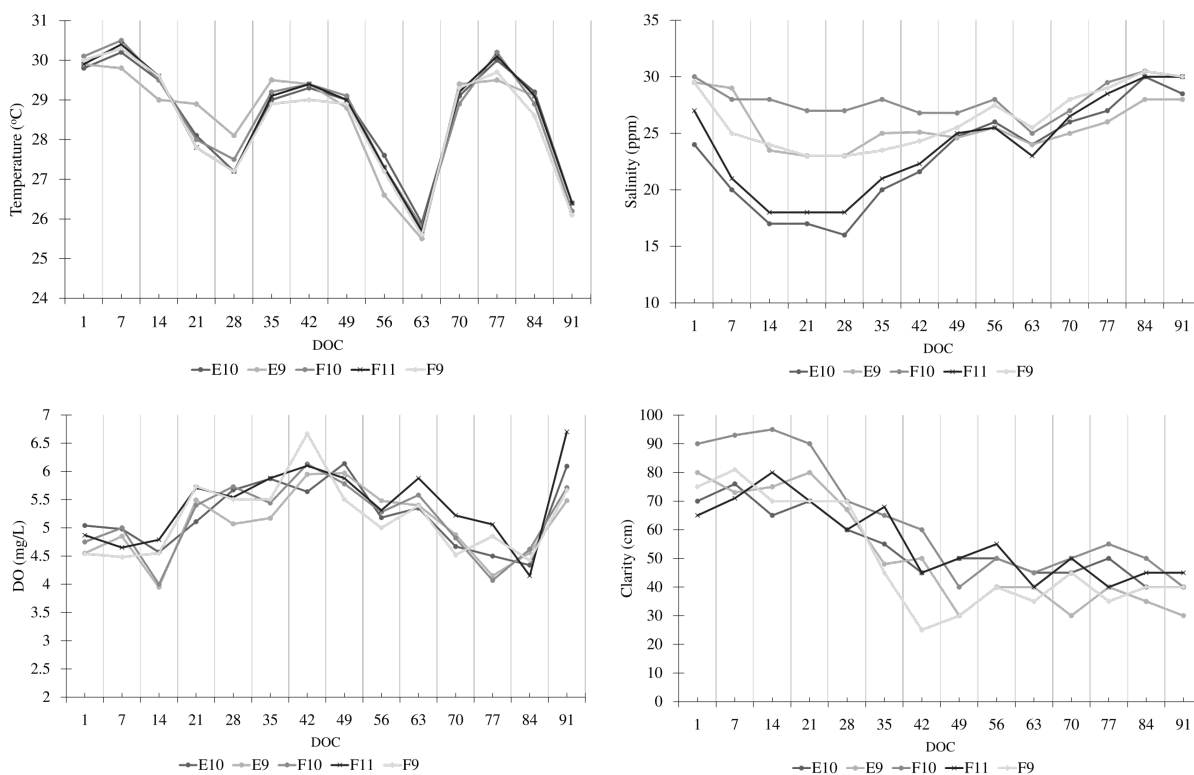 31
30
29
28
27
26
25
24
Temperature (°C)
1 7 14 21 28 35 42 49 56 63 70 77 84 91
DOC
E10 E9 F10 F11 F9
35
30
25
20
15
10
Salinity (ppm)
1 7 14 21 28 35 42 49 56 63 70 77 84 91
DOC
E10 E9 F10 F11 F9
7
6.5
6
5.5
5
4.5
4
3.5
3
2.5
2
DO (mg/L)
1 7 14 21 28 35 42 49 56 63 70 77 84 91
DOC
E10 E9 F10 F11 F9
100
90
80
70
60
50
40
30
20
10
0
Clarity (cm)
1 7 14 21 28 35 42 49 56 63 70 77 84 91
DOC
E10 E9 F10 F11 F9